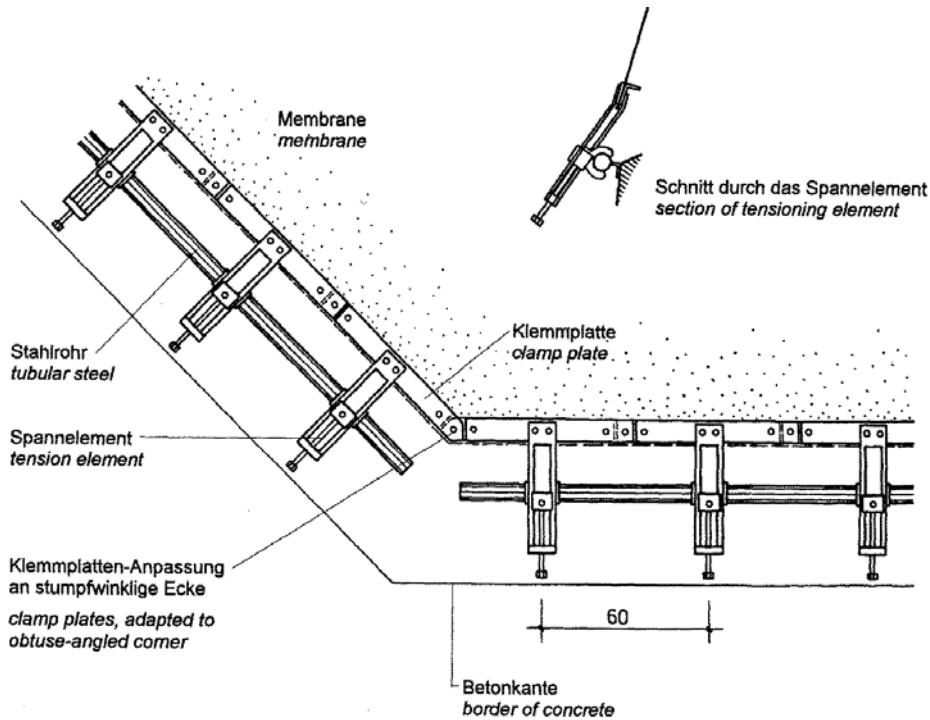 Membrane
membrane
Schnitt durch das Spannelement
section of tensioning element
Klemmplatte
clamp plate
Stahlrohr
tubular steel
Spannelement
tension element
Klemmplatten-Anpassung
an stumpfwinklige Ecke
clamp plates, adapted to
obtuse-angled corner
60
Betonkante
border of concrete